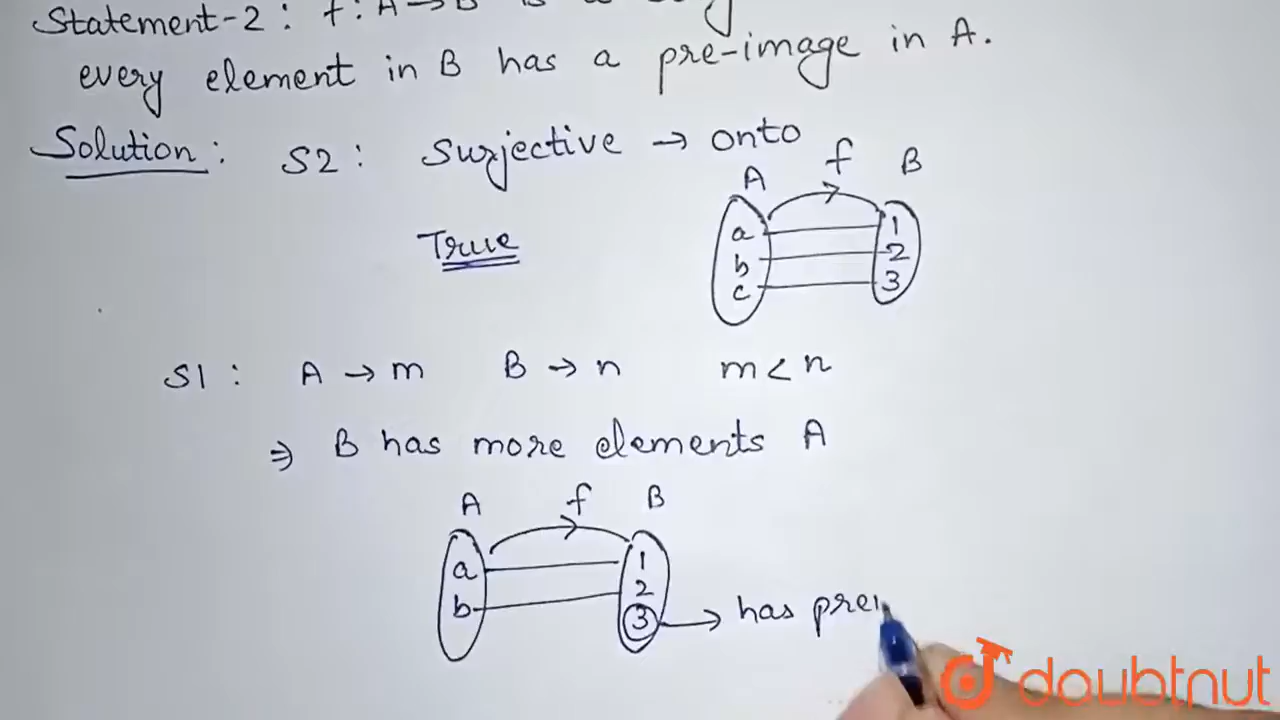 Statement-2: f: A → B is a
every element in B has a pre-image in A.
Solution: S2: Surjective → onto
True
A f B
a 1
b 2
c 3
S1: A → m B → n m < n
⇒ B has more elements A
A f B
a 1
b 2
3 → has pre
doubtnut